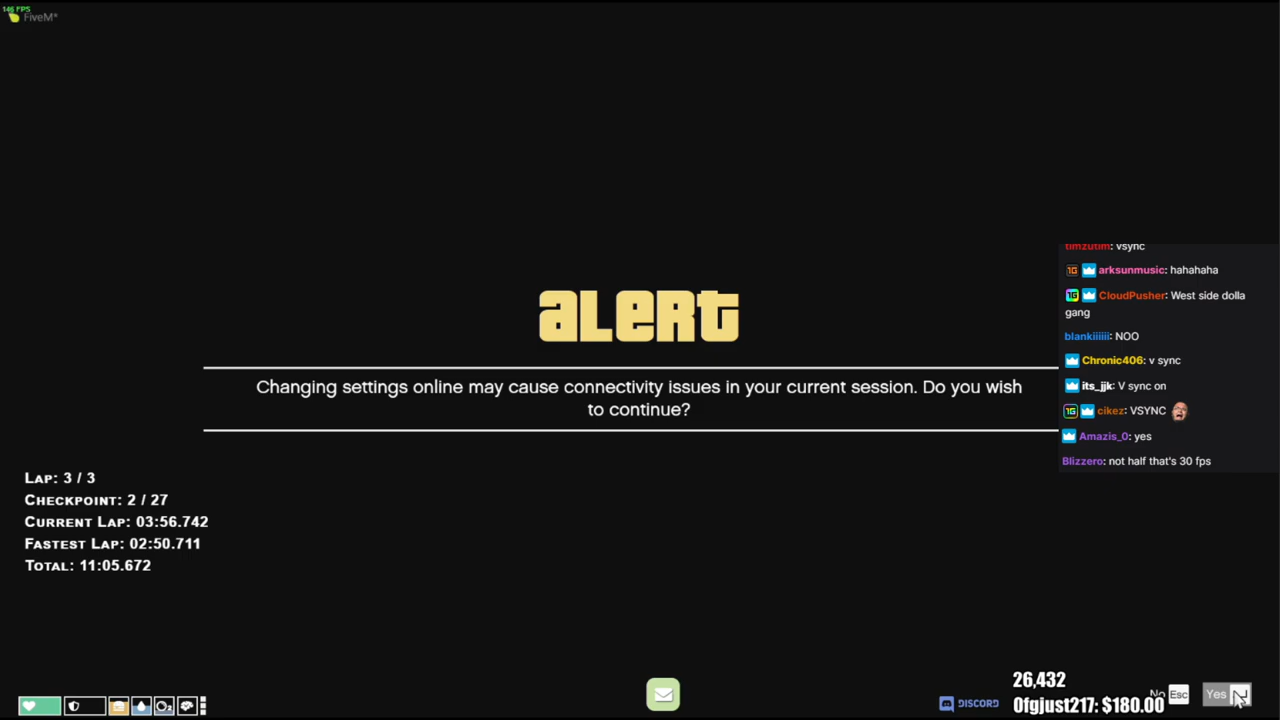 146 FPS
FiveM*
timzutim: vsync
arksunmusic: hahahaha
CloudPusher: West side dolla
gang
blankiiiiii: NOO
Chronic406: v sync
its_jjk: V sync on
cikez: VSYNC
Amazis_0: yes
Blizzero: not half that's 30 fps
alert
Changing settings online may cause connectivity issues in your current session. Do you wish
to continue?
Lap: 3 / 3
Checkpoint: 2 / 27
Current Lap: 03:56.742
Fastest Lap: 02:50.711
Total: 11:05.672
O2
DISCORD
26,432
0fgjust217: $180.00
No Esc
Yes